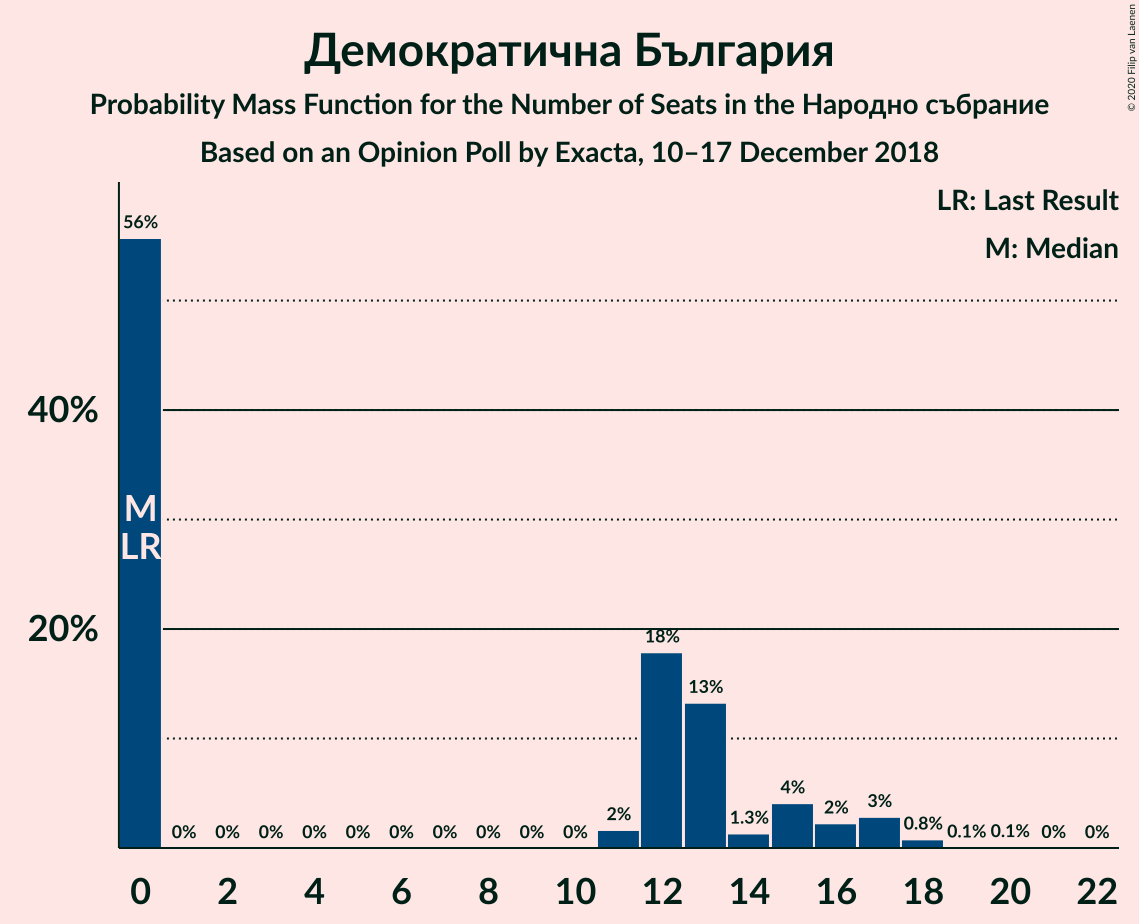 Демократична България
Probability Mass Function for the Number of Seats in the Народно събрание
Based on an Opinion Poll by Exacta, 10–17 December 2018
© 2020 Filip van Laenen
LR: Last Result
M: Median
56%
40%
M
LR
20%
18%
13%
4%
3%
2%
2%
1.3%
0.8%
0% 0% 0% 0% 0% 0% 0% 0% 0% 0% 0.1% 0.1% 0% 0%
0 2 4 6 8 10 12 14 16 18 20 22